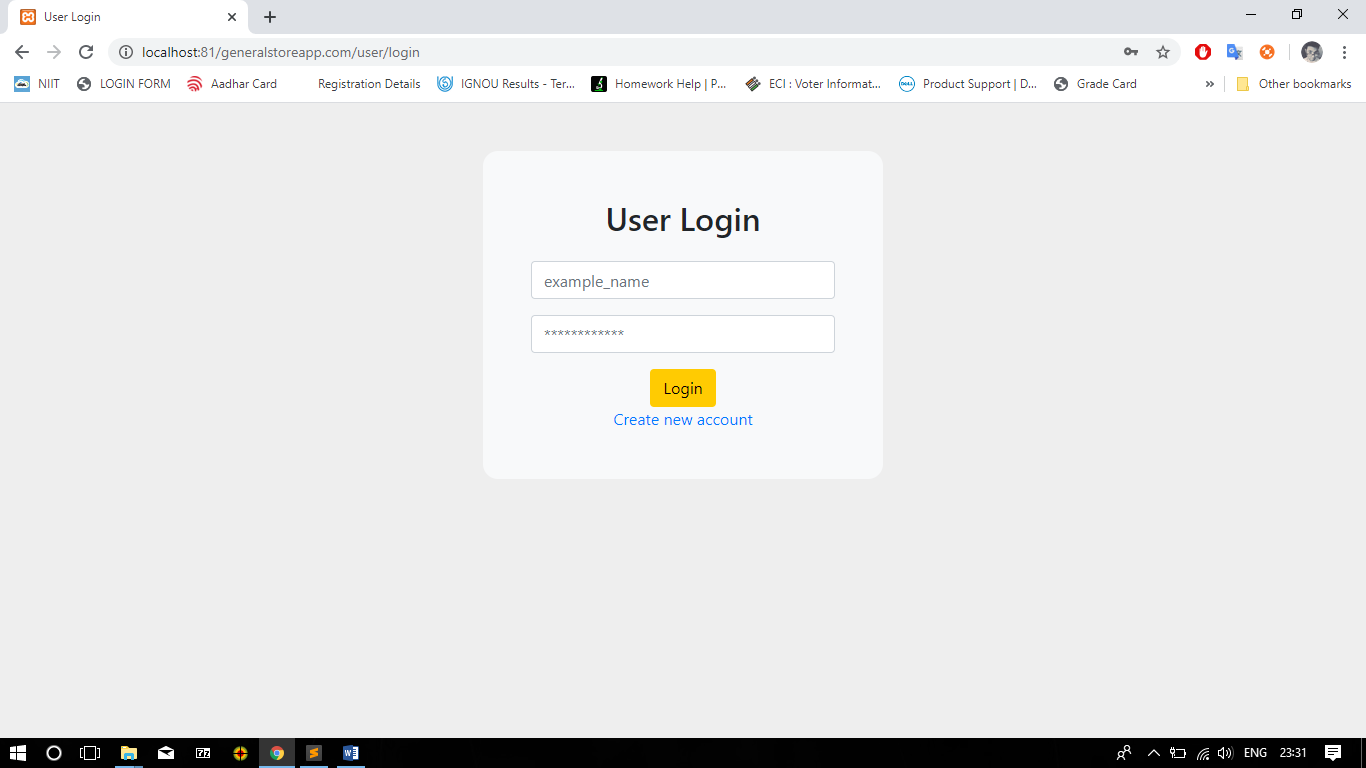 User Login
localhost:81/generalstoreapp.com/user/login
NIIT LOGIN FORM Aadhar Card Registration Details IGNOU Results - Ter... Homework Help | P... ECI : Voter Informat... Product Support | D... Grade Card » Other bookmarks
User Login
example_name
************
Login
Create new account
7z ENG 23:31